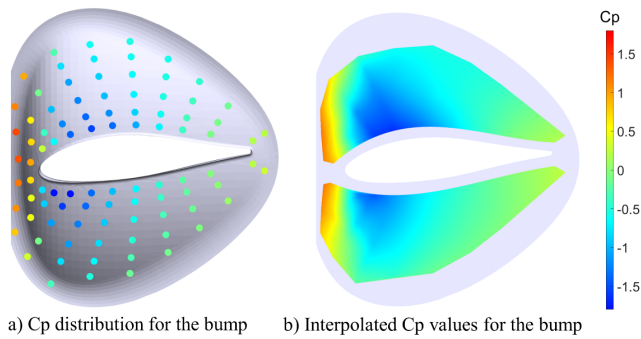 Cp
1.5
1
0.5
0
-0.5
-1
-1.5
a) Cp distribution for the bump
b) Interpolated Cp values for the bump